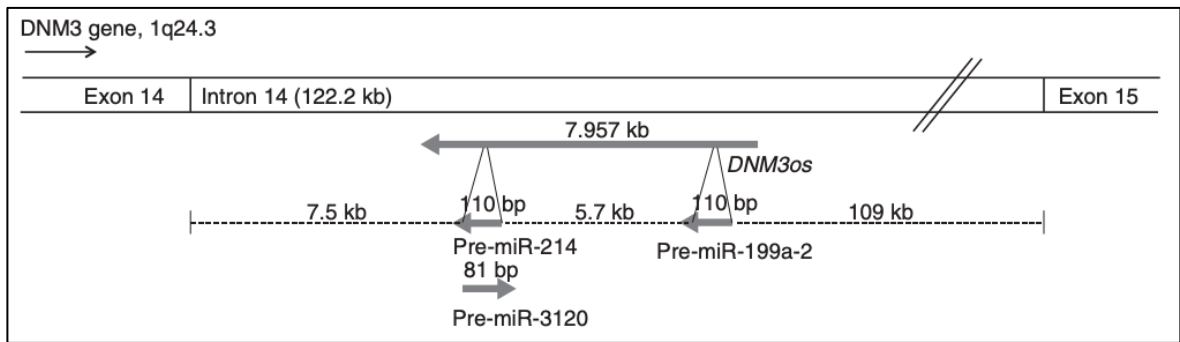 DNM3 gene, 1q24.3
Exon 14 Intron 14 (122.2 kb) Exon 15
7.957 kb
DNM3os
110 bp 110 bp
7.5 kb 5.7 kb 109 kb
Pre-miR-214 Pre-miR-199a-2
81 bp
Pre-miR-3120